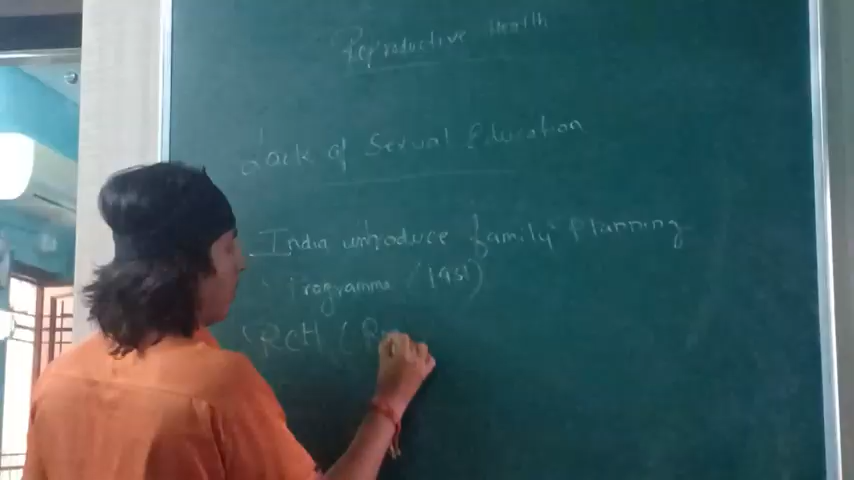 Reproductive Health
Lack of Sexual Education
India introduce family Planning
Programme (1951)
RCH (